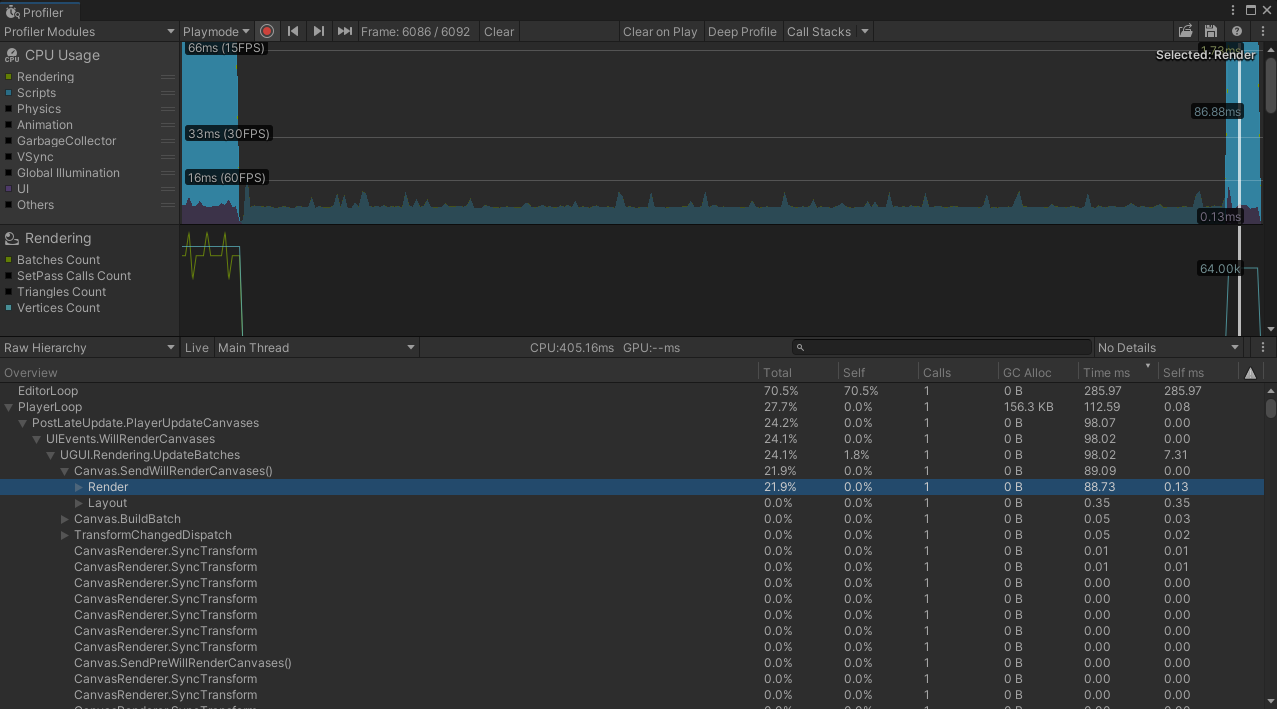 Profiler
Profiler Modules
Playmode
Frame: 6086 / 6092
Clear
Clear on Play
Deep Profile
Call Stacks
CPU Usage
Rendering
Scripts
Physics
Animation
GarbageCollector
VSync
Global Illumination
UI
Others
66ms (15FPS)
33ms (30FPS)
16ms (60FPS)
1.73ms
Selected: Render
86.88ms
0.13ms
Rendering
Batches Count
SetPass Calls Count
Triangles Count
Vertices Count
64.00k
Raw Hierarchy
Live
Main Thread
CPU:405.16ms GPU:--ms
No Details
Overview Total Self Calls GC Alloc Time ms Self ms
EditorLoop 70.5% 70.5% 1 0 B 285.97 285.97
PlayerLoop 27.7% 0.0% 1 156.3 KB 112.59 0.08
PostLateUpdate.PlayerUpdateCanvases 24.2% 0.0% 1 0 B 98.07 0.00
UIEvents.WillRenderCanvases 24.1% 0.0% 1 0 B 98.02 0.00
UGUI.Rendering.UpdateBatches 24.1% 1.8% 1 0 B 98.02 7.31
Canvas.SendWillRenderCanvases() 21.9% 0.0% 1 0 B 89.09 0.00
Render 21.9% 0.0% 1 0 B 88.73 0.13
Layout 0.0% 0.0% 1 0 B 0.35 0.35
Canvas.BuildBatch 0.0% 0.0% 1 0 B 0.05 0.03
TransformChangedDispatch 0.0% 0.0% 1 0 B 0.05 0.02
CanvasRenderer.SyncTransform 0.0% 0.0% 1 0 B 0.01 0.01
CanvasRenderer.SyncTransform 0.0% 0.0% 1 0 B 0.01 0.01
CanvasRenderer.SyncTransform 0.0% 0.0% 1 0 B 0.00 0.00
CanvasRenderer.SyncTransform 0.0% 0.0% 1 0 B 0.00 0.00
CanvasRenderer.SyncTransform 0.0% 0.0% 1 0 B 0.00 0.00
CanvasRenderer.SyncTransform 0.0% 0.0% 1 0 B 0.00 0.00
CanvasRenderer.SyncTransform 0.0% 0.0% 1 0 B 0.00 0.00
Canvas.SendPreWillRenderCanvases() 0.0% 0.0% 1 0 B 0.00 0.00
CanvasRenderer.SyncTransform 0.0% 0.0% 1 0 B 0.00 0.00
CanvasRenderer.SyncTransform 0.0% 0.0% 1 0 B 0.00 0.00